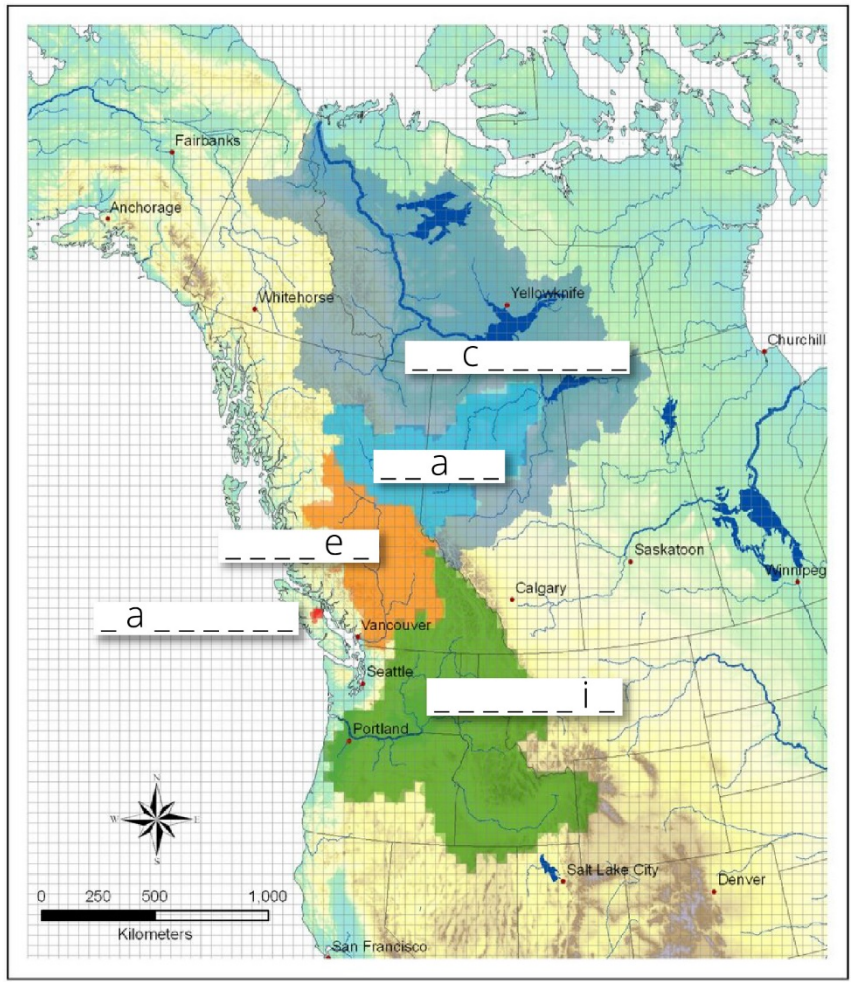 Fairbanks
Anchorage
Whitehorse
Yellowknife
Churchill
_ _ c _ _ _ _ _ _
_ _ a _ _
_ _ _ _ e _
Saskatoon
Winnipeg
Calgary
_ a _ _ _ _ _ _
Vancouver
Seattle
_ _ _ _ _ _ i _
Portland
N
W E
S
Salt Lake City
Denver
0 250 500 1,000
Kilometers
San Francisco